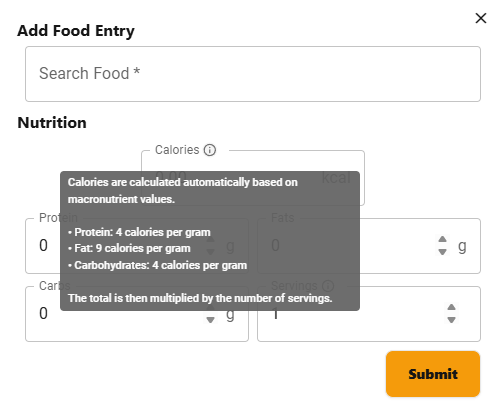 Add Food Entry
Search Food *
Nutrition
Calories
kcal
Calories are calculated automatically based on
macronutrient values.
• Protein: 4 calories per gram
• Fat: 9 calories per gram
• Carbohydrates: 4 calories per gram
The total is then multiplied by the number of servings.
Protein
0
g
Fats
0
g
Carbs
0
g
Servings
1
Submit